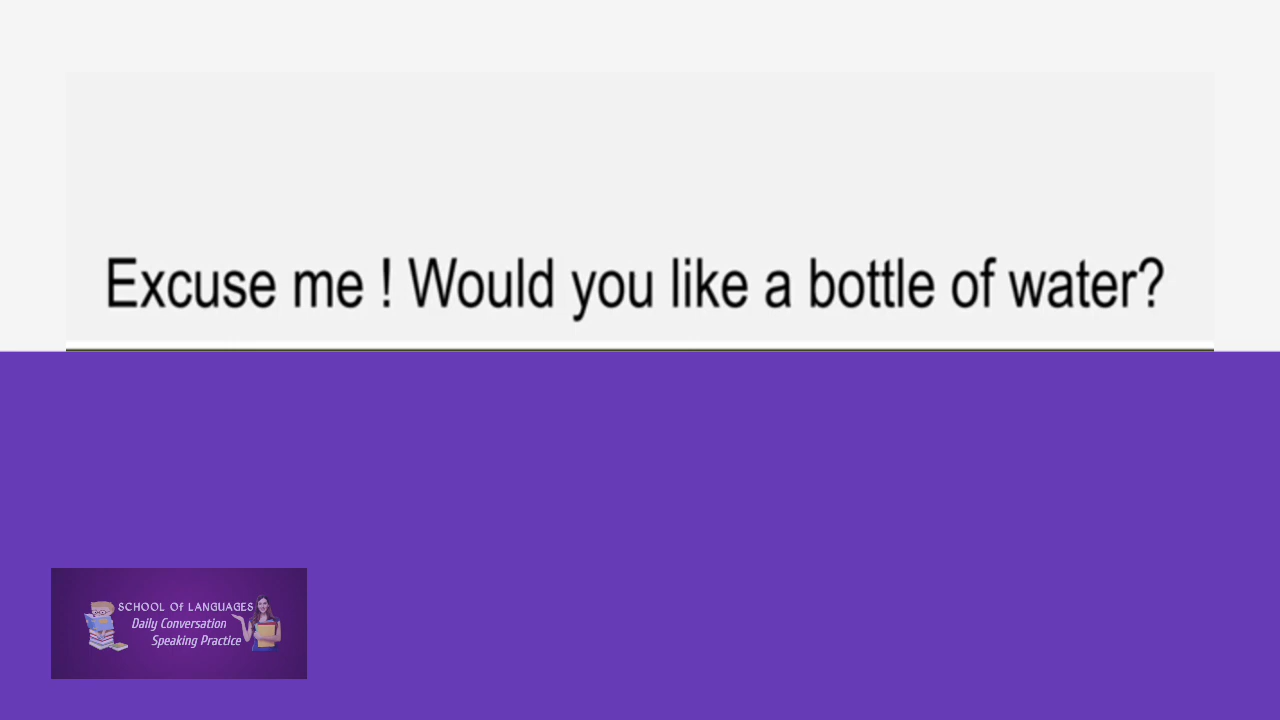 Excuse me ! Would you like a bottle of water?
SCHOOL Of LANGUAGES
Daily Conversation
Speaking Practice